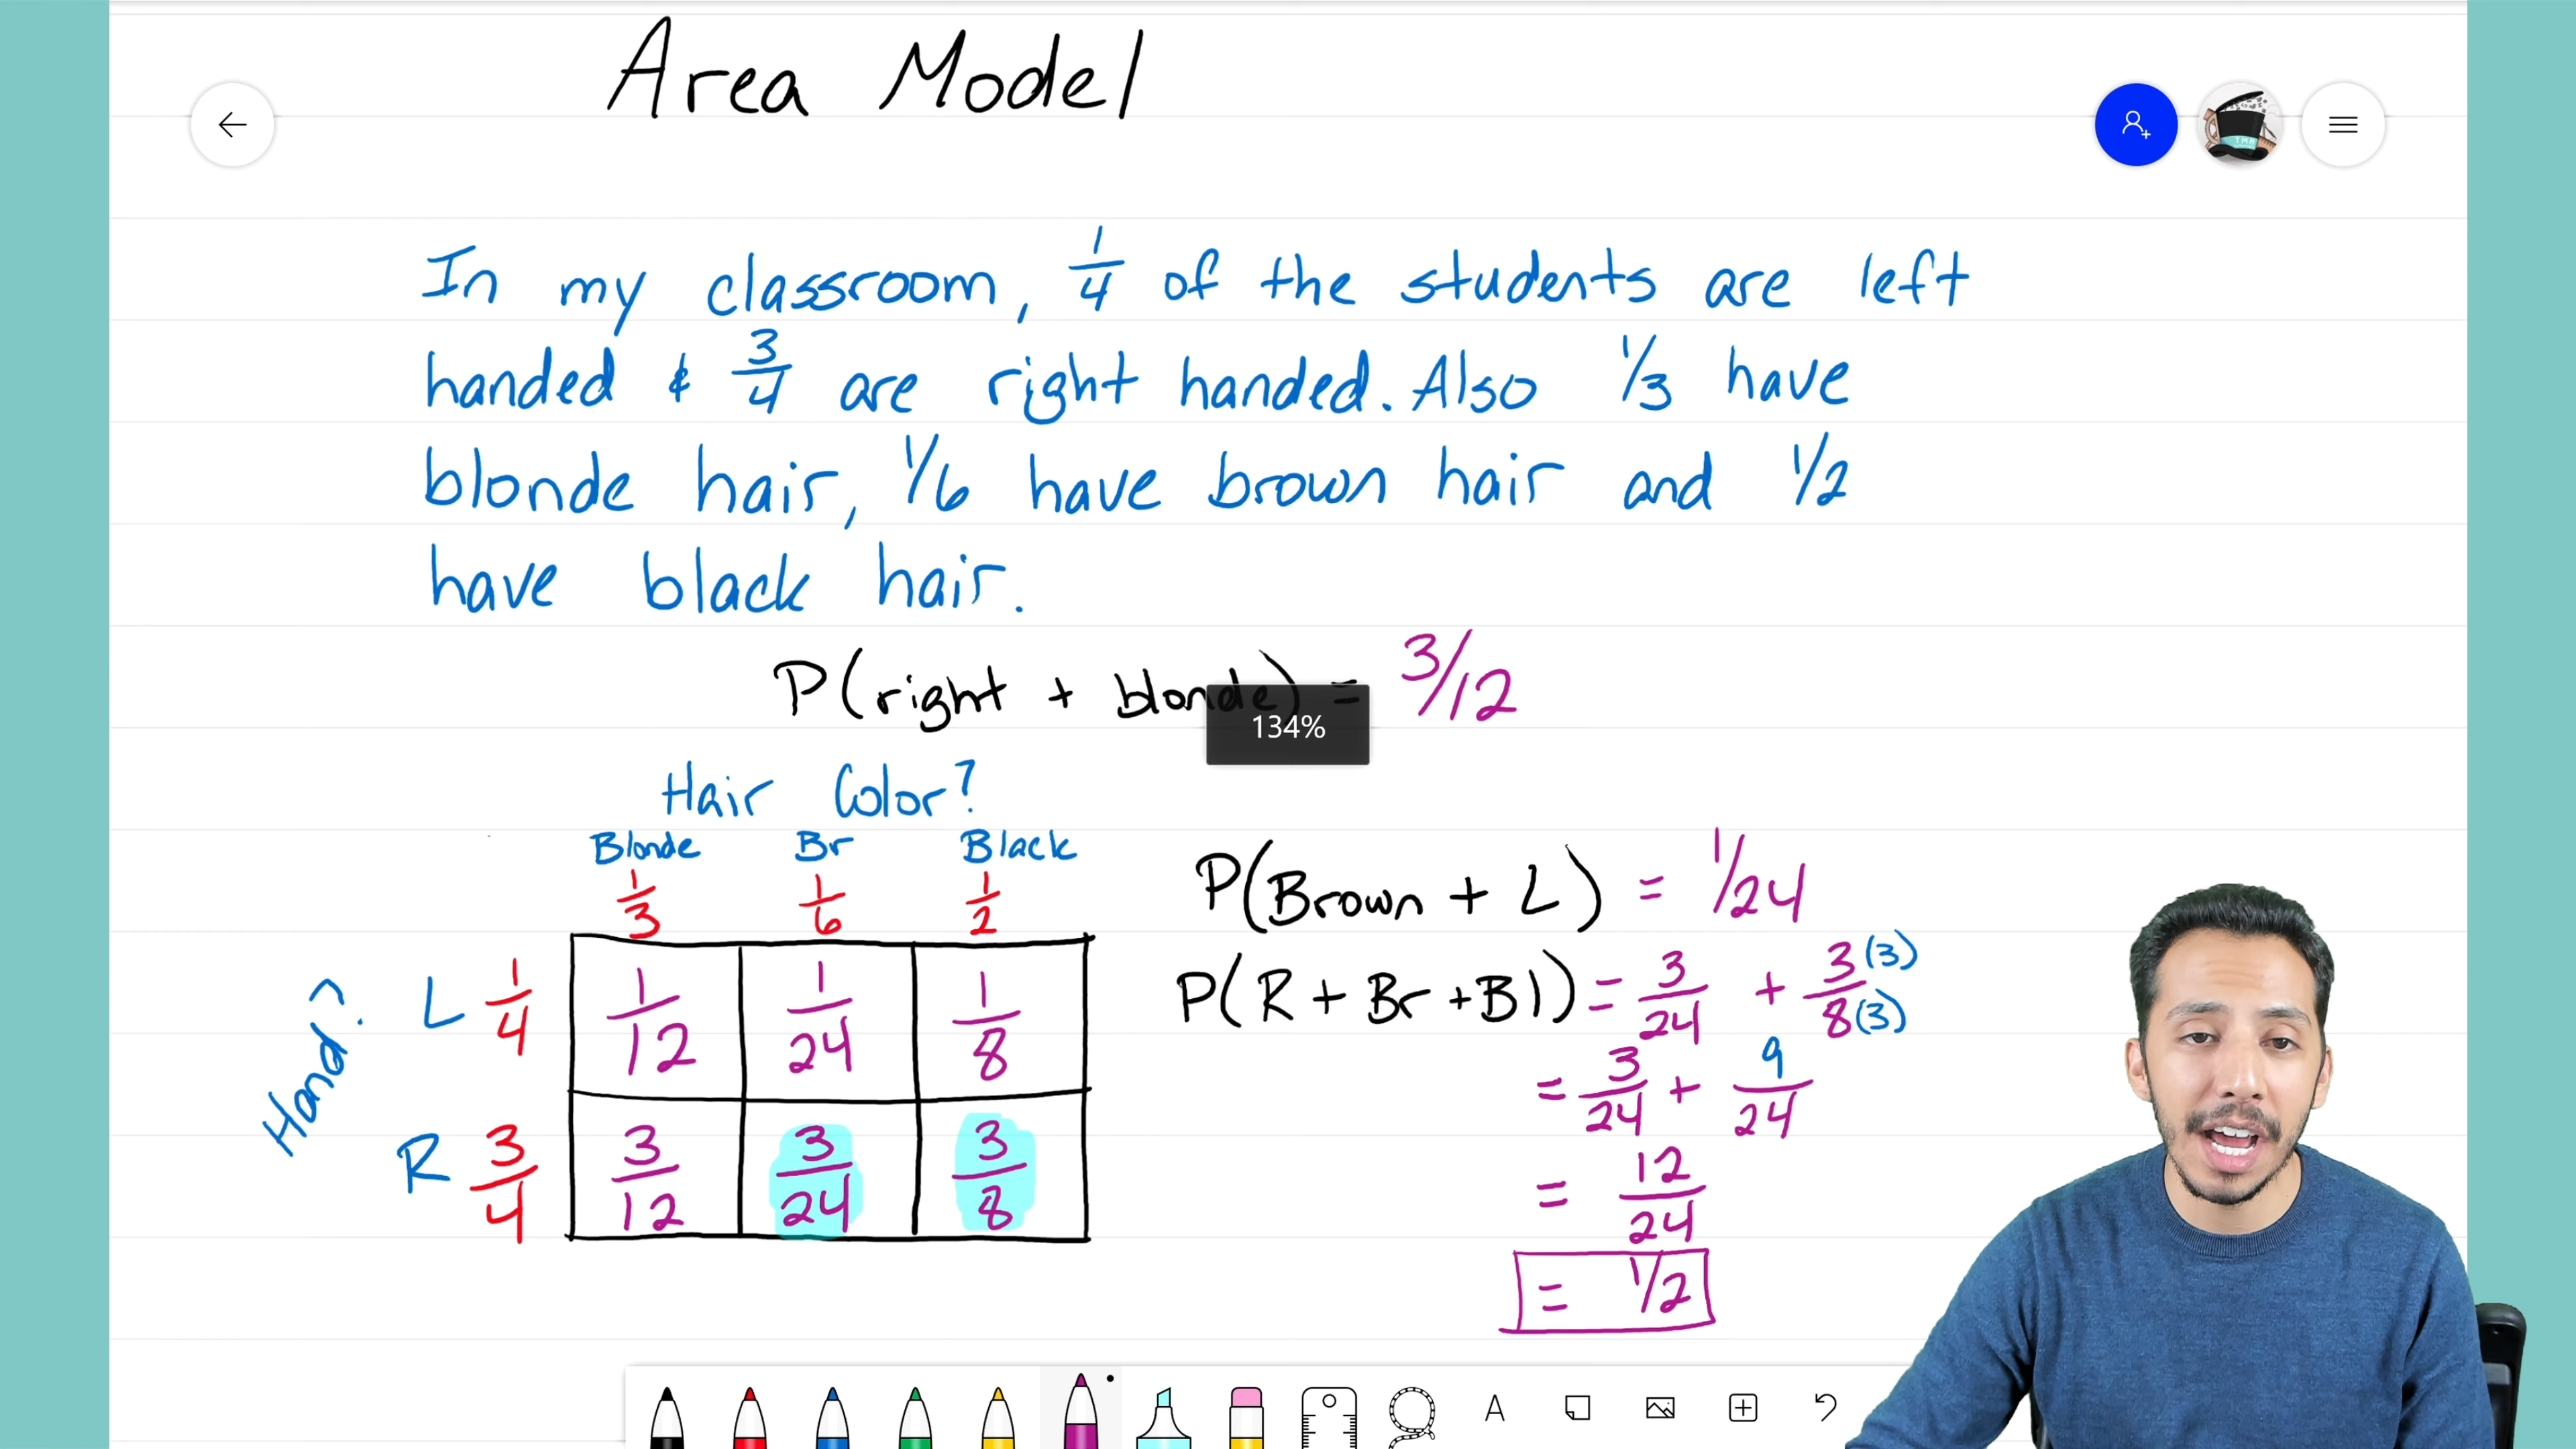 Area Model
In my classroom, 1/4 of the students are left
handed & 3/4 are right handed. Also 1/3 have
blonde hair, 1/6 have brown hair and 1/2
have black hair.
P(right + blonde) = 3/12
134%
Hair Color?
Blonde Br Black
1/3 1/6 1/2
Hand?
L 1/4 1/12 1/24 1/8
R 3/4 3/12 3/24 3/8
P(Brown + L) = 1/24
P(R + Br + Bl) = 3/24 + 3(3)/8(3)
= 3/24 + 9/24
= 12/24
= 1/2
A